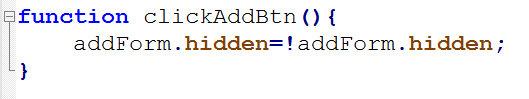 function clickAddBtn(){
    addForm.hidden=!addForm.hidden;
}